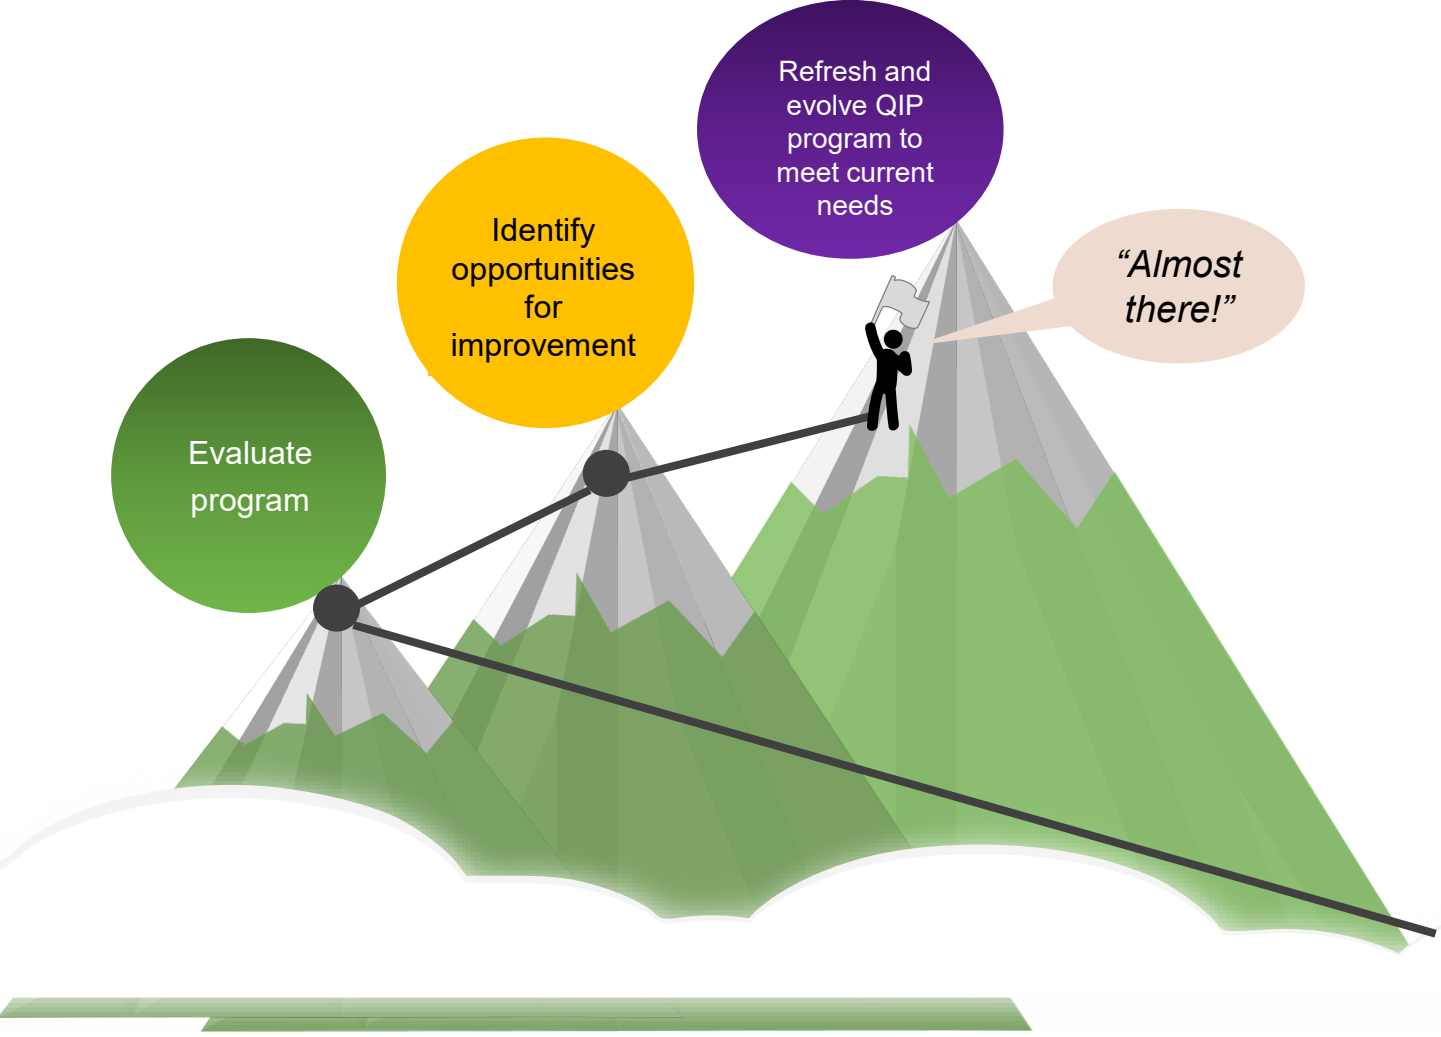 Refresh and
evolve QIP
program to
meet current
needs
Identify
opportunities
for
improvement
“Almost
there!”
Evaluate
program